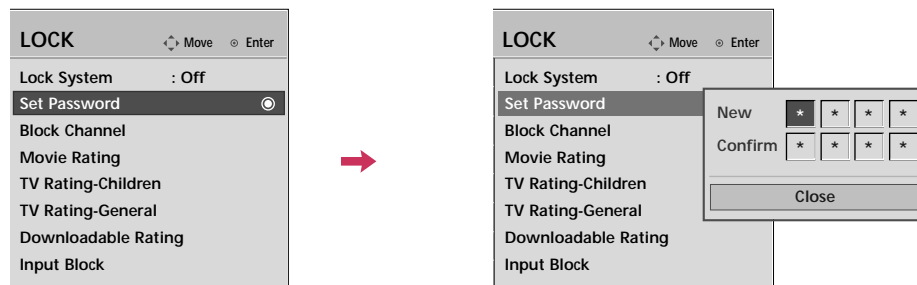 LOCK Move Enter
Lock System : Off
Set Password
Block Channel
Movie Rating
TV Rating-Children
TV Rating-General
Downloadable Rating
Input Block
LOCK Move Enter
Lock System : Off
Set Password
Block Channel
Movie Rating
TV Rating-Children
TV Rating-General
Downloadable Rating
Input Block
New * * * *
Confirm * * * *
Close